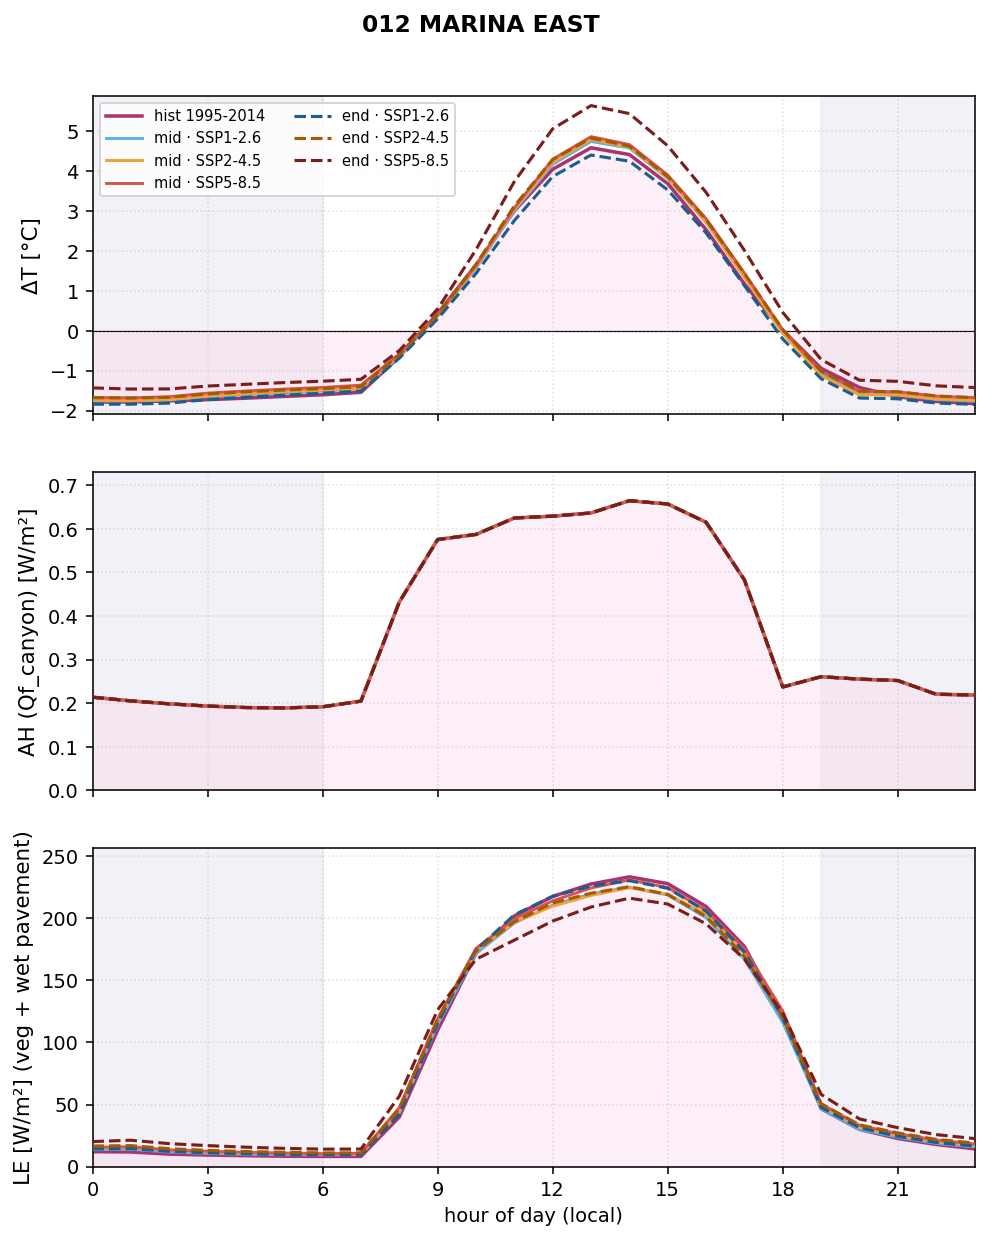 012 MARINA EAST
hist 1995-2014
mid · SSP1-2.6
mid · SSP2-4.5
mid · SSP5-8.5
end · SSP1-2.6
end · SSP2-4.5
end · SSP5-8.5
ΔT [°C]
5
4
3
2
1
0
−1
−2
AH (Qf_canyon) [W/m²]
0.7
0.6
0.5
0.4
0.3
0.2
0.1
0.0
LE [W/m²] (veg + wet pavement)
250
200
150
100
50
0
0 3 6 9 12 15 18 21
hour of day (local)